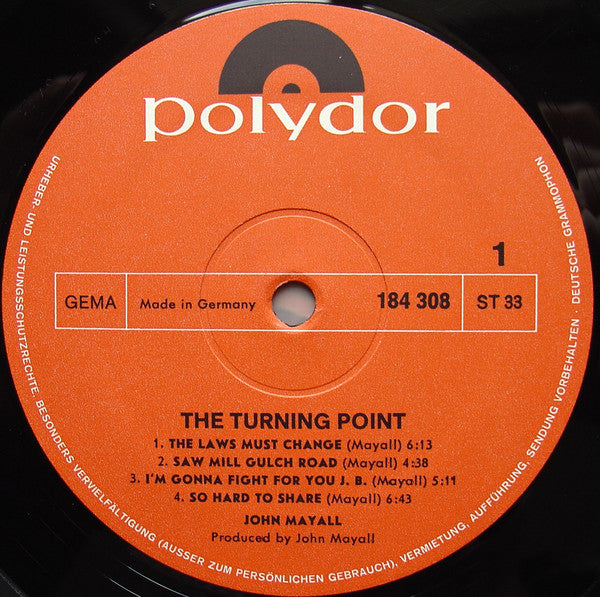 polydor
1
GEMA
Made in Germany
184 308
ST 33
THE TURNING POINT
1. THE LAWS MUST CHANGE (Mayall) 6:13
2. SAW MILL GULCH ROAD (Mayall) 4:38
3. I'M GONNA FIGHT FOR YOU J. B. (Mayall) 5:11
4. SO HARD TO SHARE (Mayall) 6:43
JOHN MAYALL
Produced by John Mayall
URHEBER- UND LEISTUNGSSCHUTZRECHTE, BESONDERS VERVIELFÄLTIGUNG (AUSSER ZUM PERSÖNLICHEN GEBRAUCH), VERMIETUNG, AUFFÜHRUNG, SENDUNG VORBEHALTEN · DEUTSCHE GRAMMOPHON